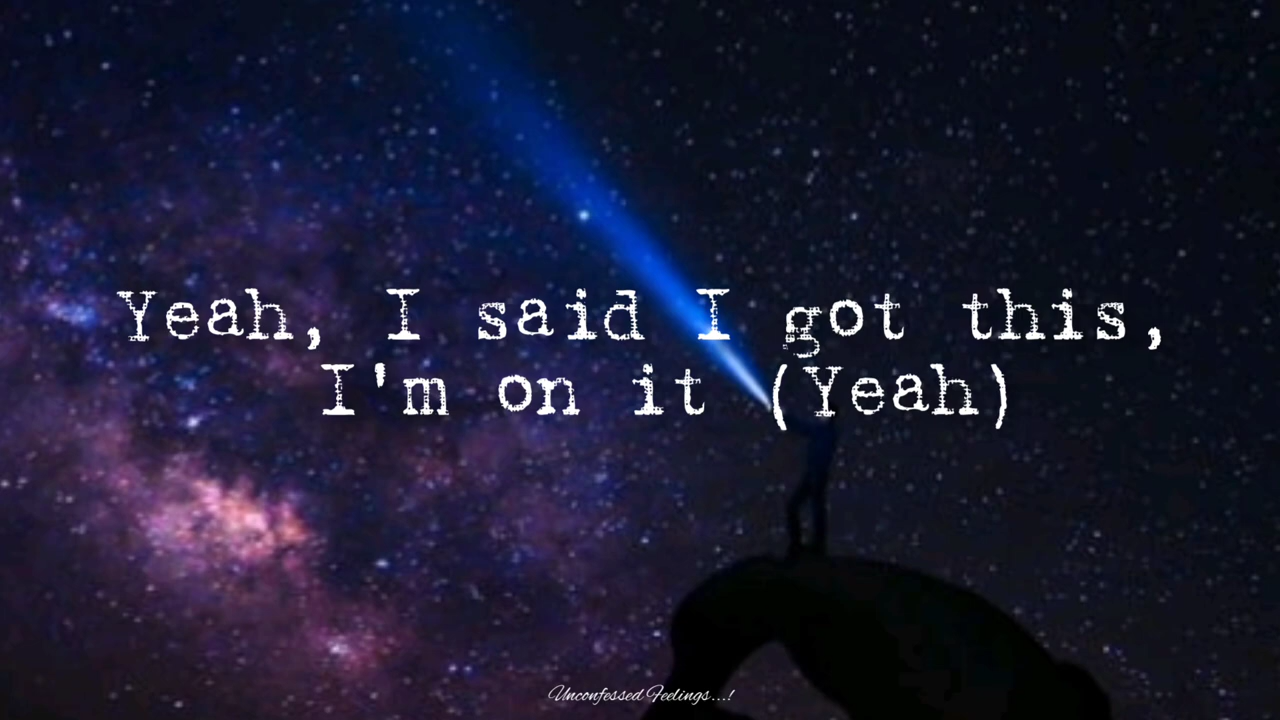 Yeah, I said I got this,
I'm on it (Yeah)
Unconfessed Feelings...!